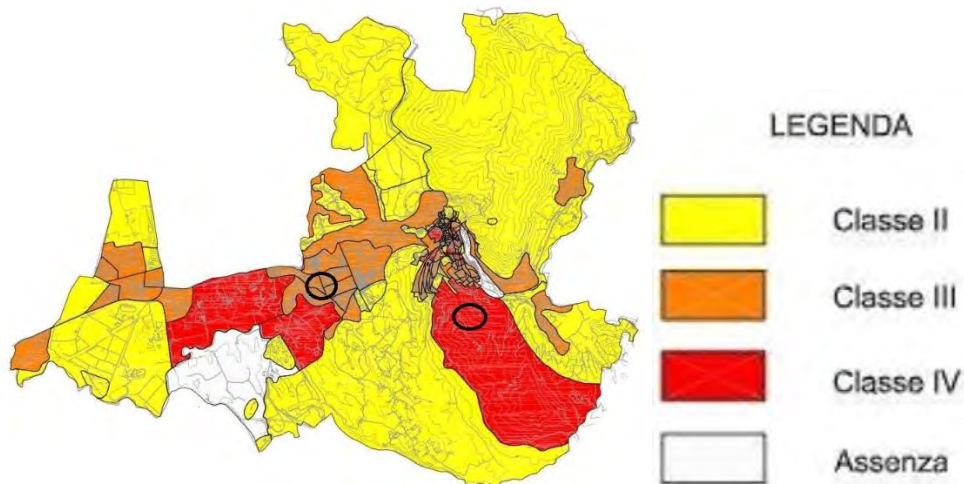 LEGENDA
Classe II
Classe III
Classe IV
Assenza